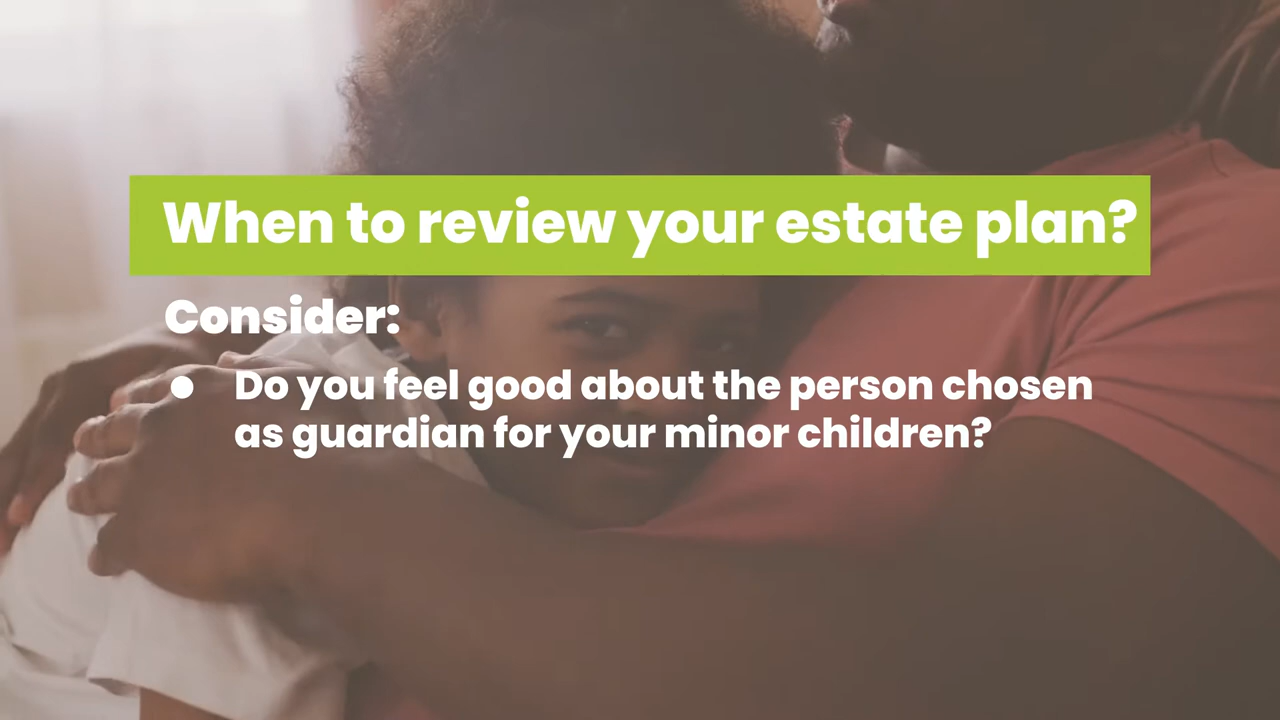 When to review your estate plan?
Consider:
● Do you feel good about the person chosen
as guardian for your minor children?